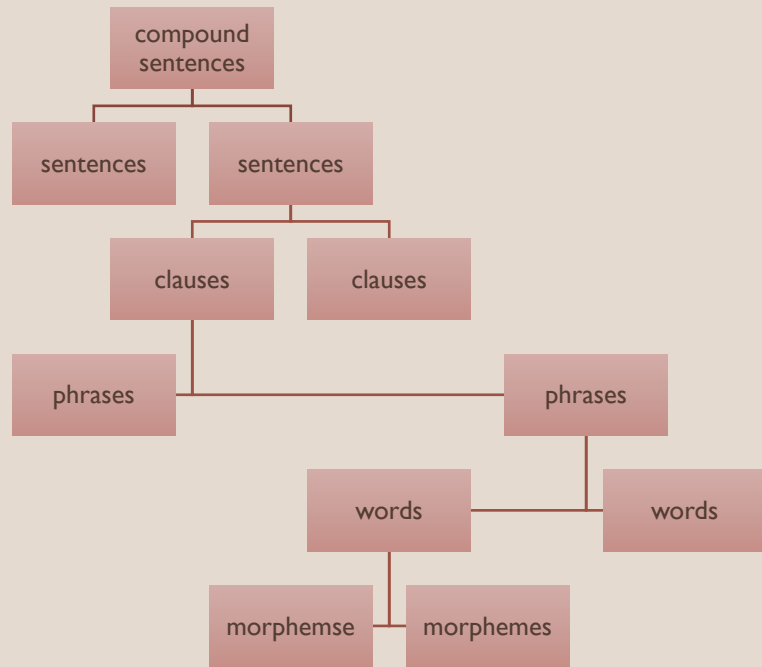 compound
sentences
sentences
sentences
clauses
clauses
phrases
phrases
words
words
morphemse
morphemes